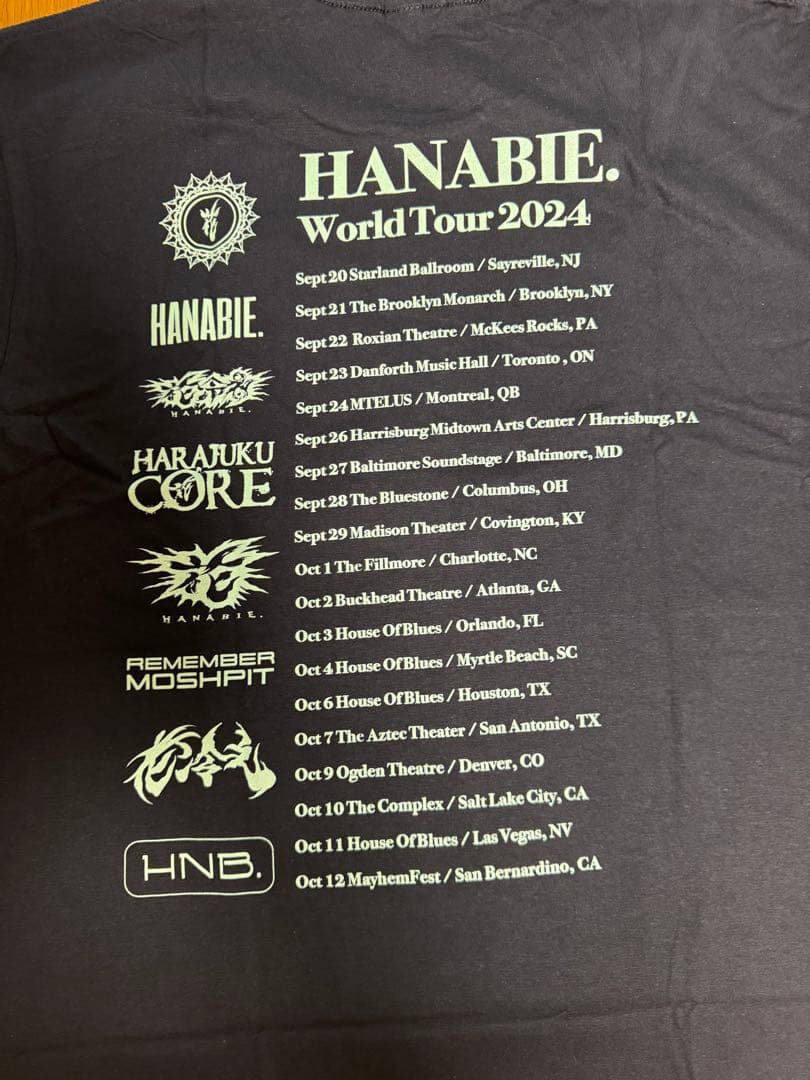 HANABIE.
World Tour 2024
Sept 20 Starland Ballroom / Sayreville, NJ
Sept 21 The Brooklyn Monarch / Brooklyn, NY
Sept 22 Roxian Theatre / McKees Rocks, PA
Sept 23 Danforth Music Hall / Toronto , ON
Sept 24 MTELUS / Montreal, QB
Sept 26 Harrisburg Midtown Arts Center / Harrisburg, PA
Sept 27 Baltimore Soundstage / Baltimore, MD
Sept 28 The Bluestone / Columbus, OH
Sept 29 Madison Theater / Covington, KY
Oct 1 The Fillmore / Charlotte, NC
Oct 2 Buckhead Theatre / Atlanta, GA
Oct 3 House Of Blues / Orlando, FL
Oct 4 House Of Blues / Myrtle Beach, SC
Oct 6 House Of Blues / Houston, TX
Oct 7 The Aztec Theater / San Antonio, TX
Oct 9 Ogden Theatre / Denver, CO
Oct 10 The Complex / Salt Lake City, CA
Oct 11 House Of Blues / Las Vegas, NV
Oct 12 MayhemFest / San Bernardino, CA
HANABIE.
HANABIE.
HARAJUKU
CORE
HANABIE.
REMEMBER
MOSHPIT
HNB.